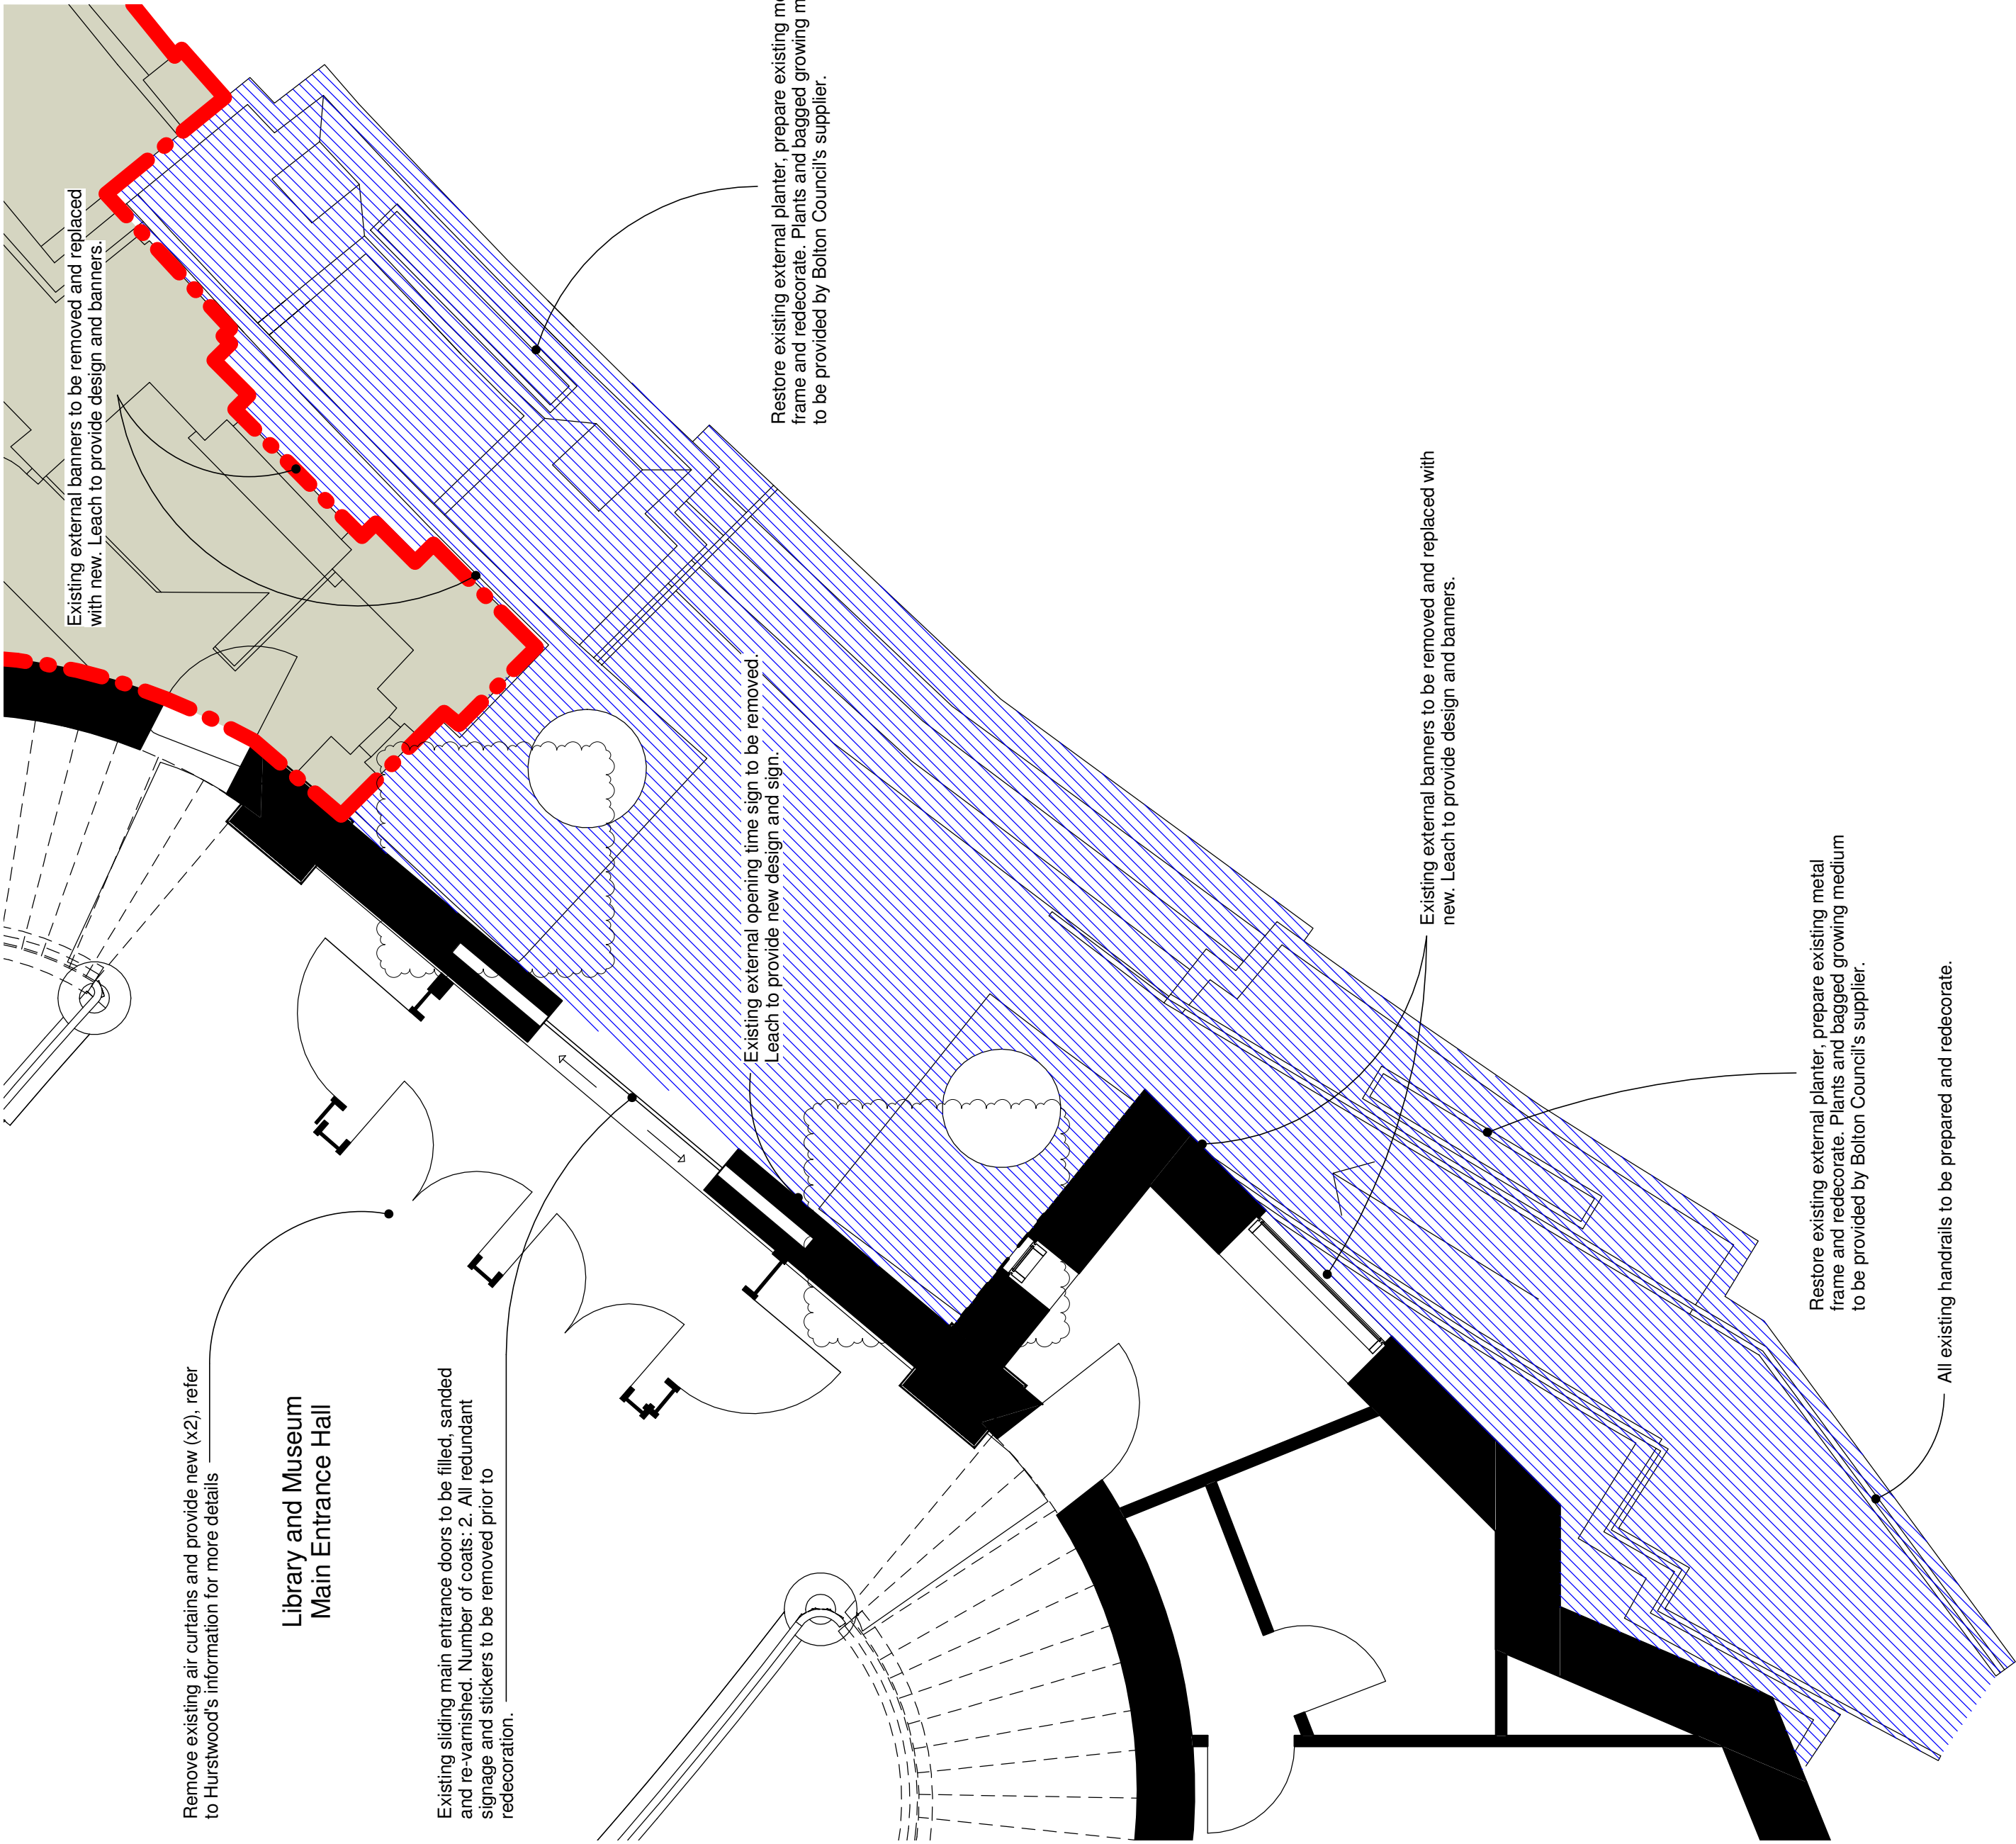 Existing external banners to be removed and replaced
with new. Leach to provide design and banners.
Restore existing external planter, prepare existing
frame and redecorate. Plants and bagged growing
to be provided by Bolton Council's supplier.
Existing external opening time sign to be removed.
Leach to provide new design and sign.
Existing external banners to be removed and replaced with
new. Leach to provide design and banners.
Remove existing air curtains and provide new (x2), refer
to Hurstwood's information for more details
Library and Museum
Main Entrance Hall
Existing sliding main entrance doors to be filled, sanded
and re-varnished. Number of coats: 2. All redundant
signage and stickers to be removed prior to
redecoration.
Restore existing external planter, prepare existing metal
frame and redecorate. Plants and bagged growing medium
to be provided by Bolton Council's supplier.
All existing handrails to be prepared and redecorate.